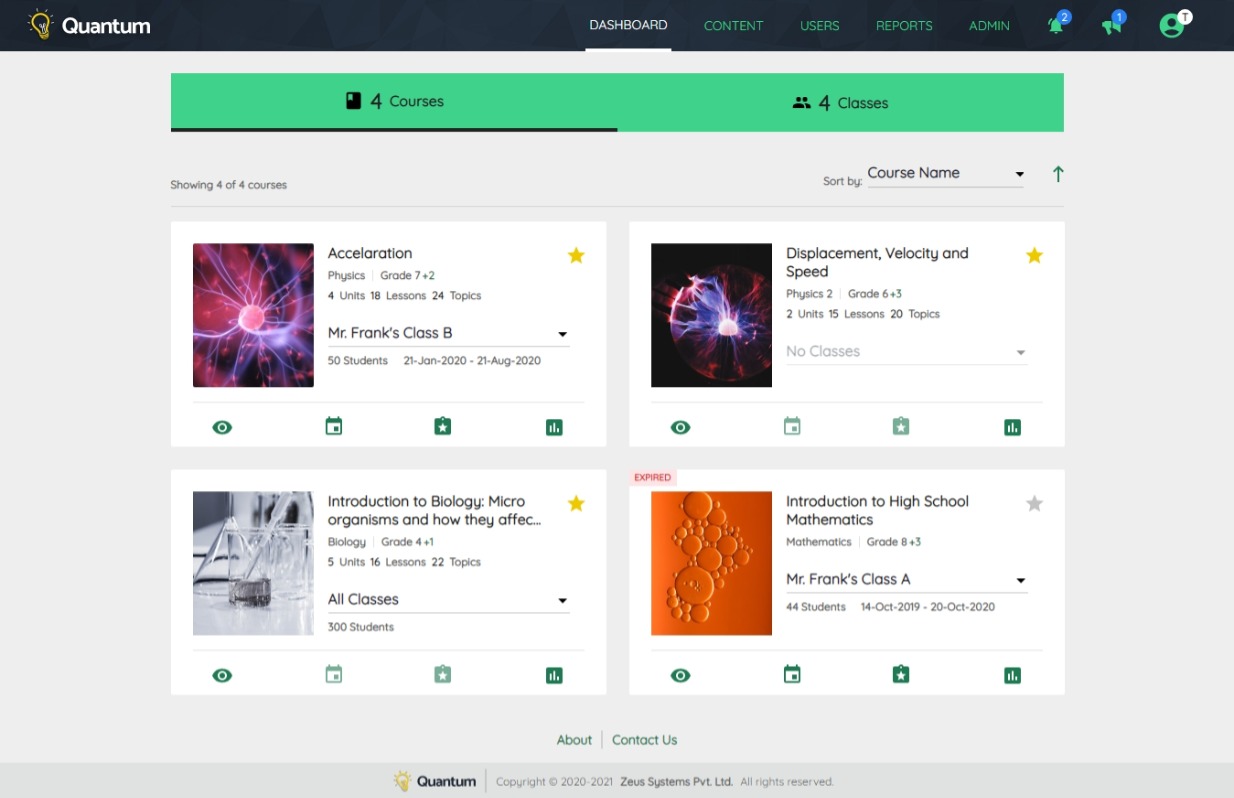 Quantum
DASHBOARD
CONTENT
USERS
REPORTS
ADMIN
2
1
T
4 Courses
4 Classes
Showing 4 of 4 courses
Sort by: Course Name
Accelaration
Physics | Grade 7 +2
4 Units 18 Lessons 24 Topics
Mr. Frank's Class B
50 Students 21-Jan-2020 - 21-Aug-2020
Displacement, Velocity and
Speed
Physics 2 | Grade 6 +3
2 Units 15 Lessons 20 Topics
No Classes
Introduction to Biology: Micro
organisms and how they affec...
Biology | Grade 4 +1
5 Units 16 Lessons 22 Topics
All Classes
300 Students
EXPIRED
Introduction to High School
Mathematics
Mathematics | Grade 8 +3
Mr. Frank's Class A
44 Students 14-Oct-2019 - 20-Oct-2020
About | Contact Us
Quantum | Copyright © 2020-2021 Zeus Systems Pvt. Ltd. All rights reserved.